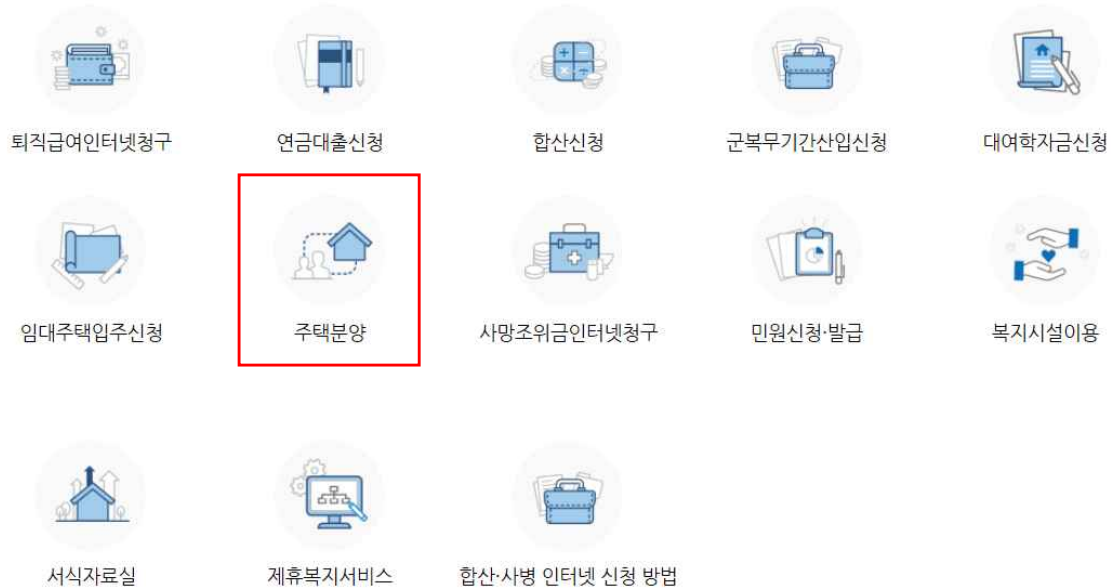 퇴직급여인터넷청구
연금대출신청
합산신청
군복무기간산입신청
대여학자금신청
임대주택입주신청
주택분양
사망조위금인터넷청구
민원신청·발급
복지시설이용
서식자료실
제휴복지서비스
합산·사병 인터넷 신청 방법